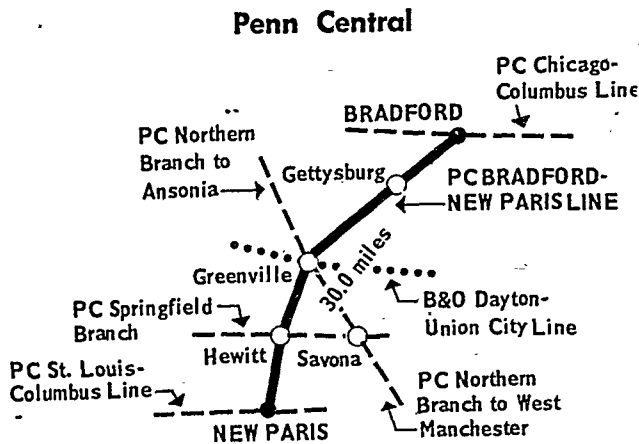 Penn Central
PC Chicago-
Columbus Line
BRADFORD
PC Northern
Branch to
Ansonia
Gettysburg
PC BRADFORD-
NEW PARIS LINE
30.0 miles
Greenville
B&O Dayton-
Union City Line
PC Springfield
Branch
Hewitt
Savona
PC St. Louis-
Columbus Line
PC Northern
Branch to West
Manchester
NEW PARIS